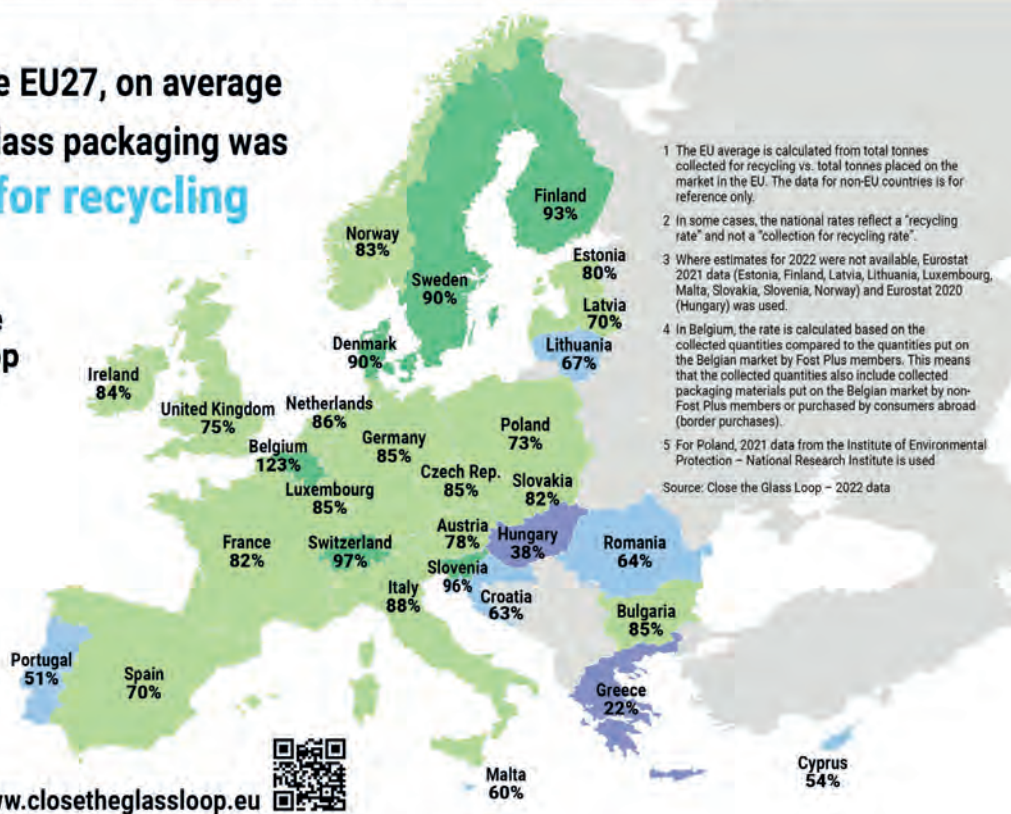 e EU27, on average
lass packaging was
for recycling
e
op
1 The EU average is calculated from total tonnes
collected for recycling vs. total tonnes placed on the
market in the EU. The data for non-EU countries is for
reference only.
2 In some cases, the national rates reflect a "recycling
rate" and not a "collection for recycling rate".
3 Where estimates for 2022 were not available, Eurostat
2021 data (Estonia, Finland, Latvia, Lithuania, Luxembourg,
Malta, Slovakia, Slovenia, Norway) and Eurostat 2020
(Hungary) was used.
4 In Belgium, the rate is calculated based on the
collected quantities compared to the quantities put on
the Belgian market by Fost Plus members. This means
that the collected quantities also include collected
packaging materials put on the Belgian market by non-
Fost Plus members or purchased by consumers abroad
(border purchases).
5 For Poland, 2021 data from the Institute of Environmental
Protection – National Research Institute is used
Source: Close the Glass Loop – 2022 data
Finland
93%
Norway
83%
Sweden
90%
Estonia
80%
Latvia
70%
Lithuania
67%
Denmark
90%
Ireland
84%
United Kingdom
75%
Netherlands
86%
Belgium
123%
Germany
85%
Poland
73%
Czech Rep.
85%
Slovakia
82%
Luxembourg
85%
France
82%
Switzerland
97%
Austria
78%
Hungary
38%
Romania
64%
Slovenia
96%
Croatia
63%
Italy
88%
Bulgaria
85%
Portugal
51%
Spain
70%
Greece
22%
Malta
60%
Cyprus
54%
ww.closetheglassloop.eu